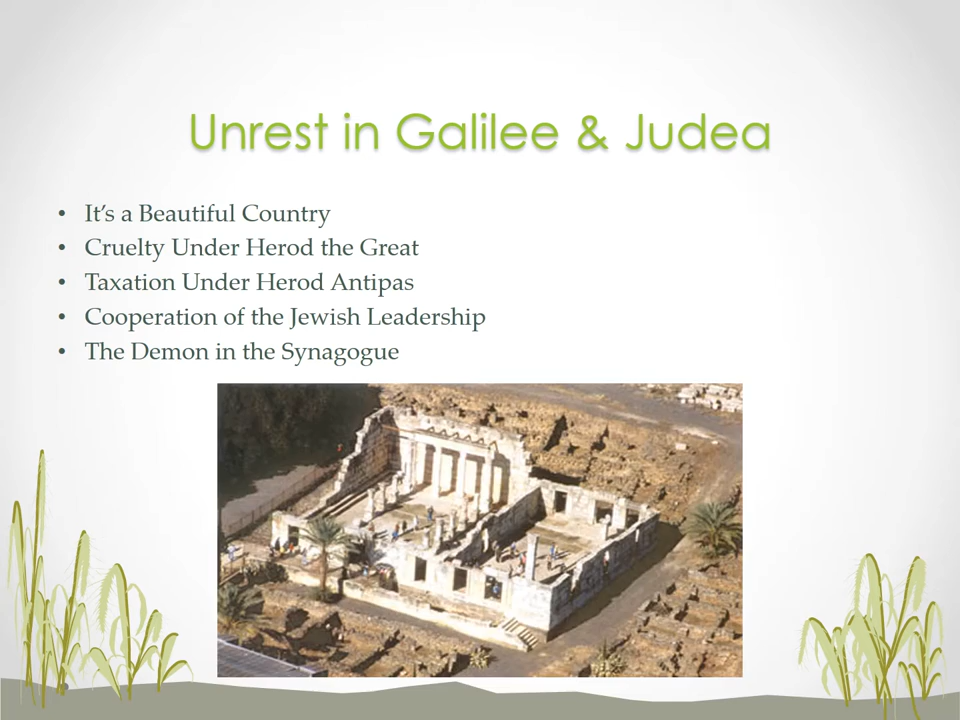 Unrest in Galilee & Judea
• It’s a Beautiful Country
• Cruelty Under Herod the Great
• Taxation Under Herod Antipas
• Cooperation of the Jewish Leadership
• The Demon in the Synagogue